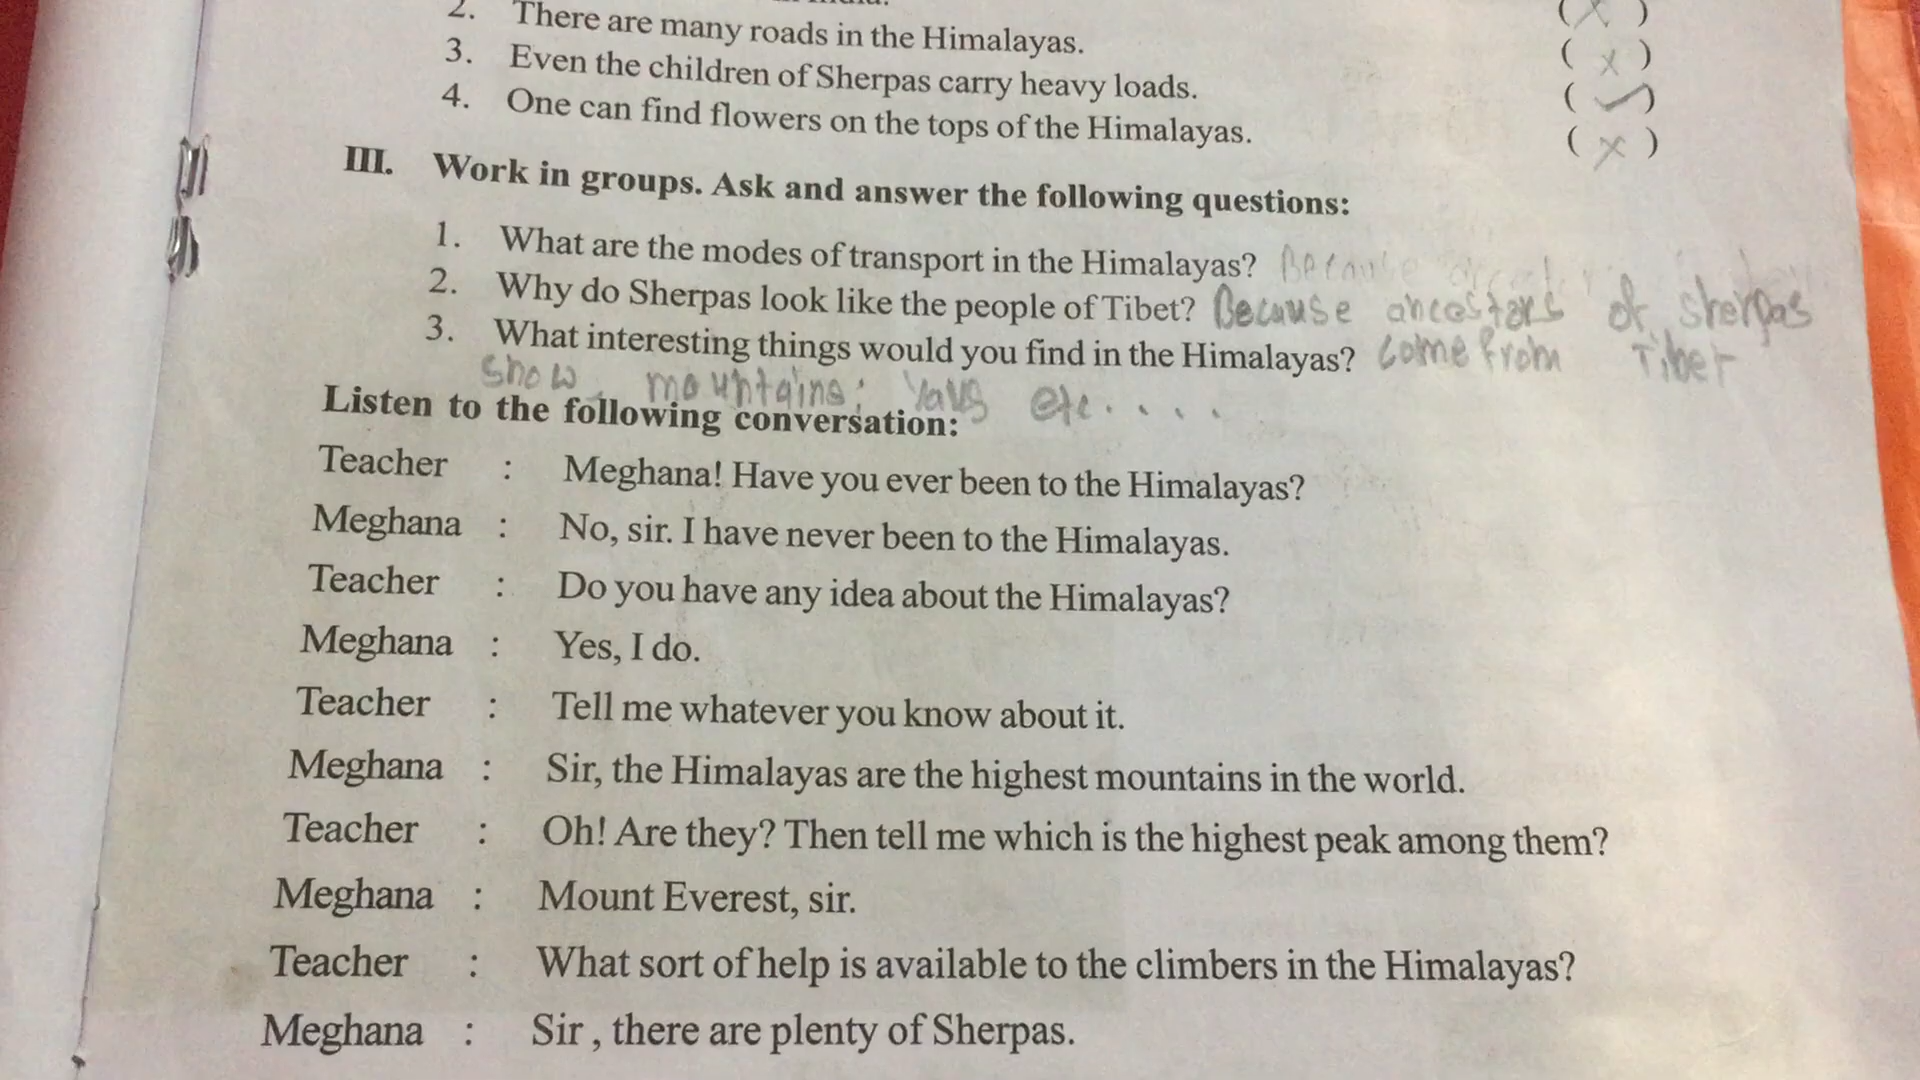 2. There are many roads in the Himalayas. ( x )
3. Even the children of Sherpas carry heavy loads. ( x )
4. One can find flowers on the tops of the Himalayas. ( ✓ )
( x )
III. Work in groups. Ask and answer the following questions:
1. What are the modes of transport in the Himalayas? Because
2. Why do Sherpas look like the people of Tibet? Because ancestors of sherpas
3. What interesting things would you find in the Himalayas? come from Tibet
snow mountains, etc....
Listen to the following conversation:
Teacher : Meghana! Have you ever been to the Himalayas?
Meghana : No, sir. I have never been to the Himalayas.
Teacher : Do you have any idea about the Himalayas?
Meghana : Yes, I do.
Teacher : Tell me whatever you know about it.
Meghana : Sir, the Himalayas are the highest mountains in the world.
Teacher : Oh! Are they? Then tell me which is the highest peak among them?
Meghana : Mount Everest, sir.
Teacher : What sort of help is available to the climbers in the Himalayas?
Meghana : Sir , there are plenty of Sherpas.